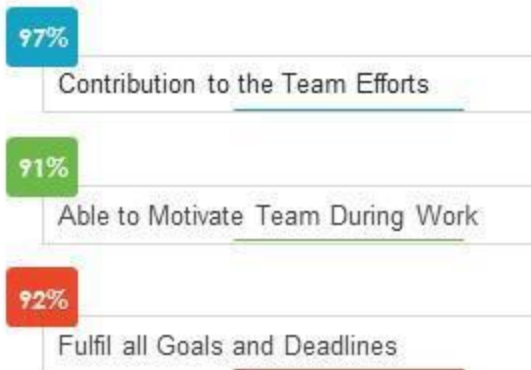 97%
Contribution to the Team Efforts
91%
Able to Motivate Team During Work
92%
Fulfil all Goals and Deadlines